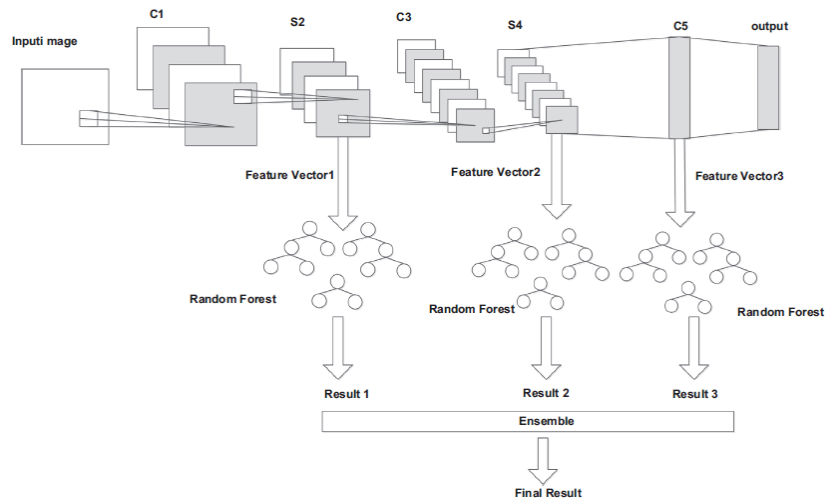 Inputi mage
C1
S2
C3
S4
C5
output
Feature Vector1
Feature Vector2
Feature Vector3
Random Forest
Random Forest
Random Forest
Result 1
Result 2
Result 3
Ensemble
Final Result